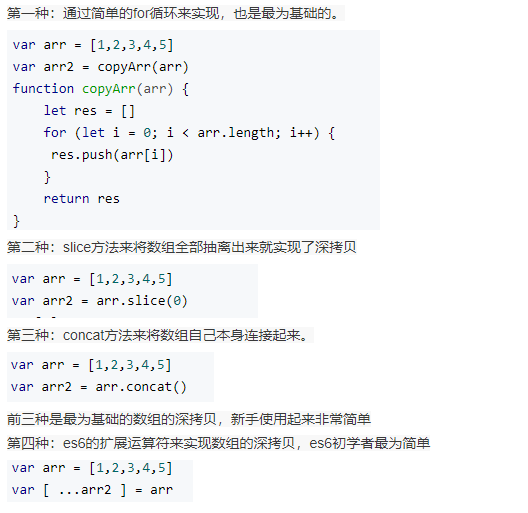 第一种：通过简单的for循环来实现，也是最为基础的。
var arr = [1,2,3,4,5]
var arr2 = copyArr(arr)
function copyArr(arr) {
    let res = []
    for (let i = 0; i < arr.length; i++) {
     res.push(arr[i])
    }
    return res
}
第二种：slice方法来将数组全部抽离出来就实现了深拷贝
var arr = [1,2,3,4,5]
var arr2 = arr.slice(0)
第三种：concat方法来将数组自己本身连接起来。
var arr = [1,2,3,4,5]
var arr2 = arr.concat()
前三种是最为基础的数组的深拷贝，新手使用起来非常简单
第四种：es6的扩展运算符来实现数组的深拷贝，es6初学者最为简单
var arr = [1,2,3,4,5]
var [ ...arr2 ] = arr